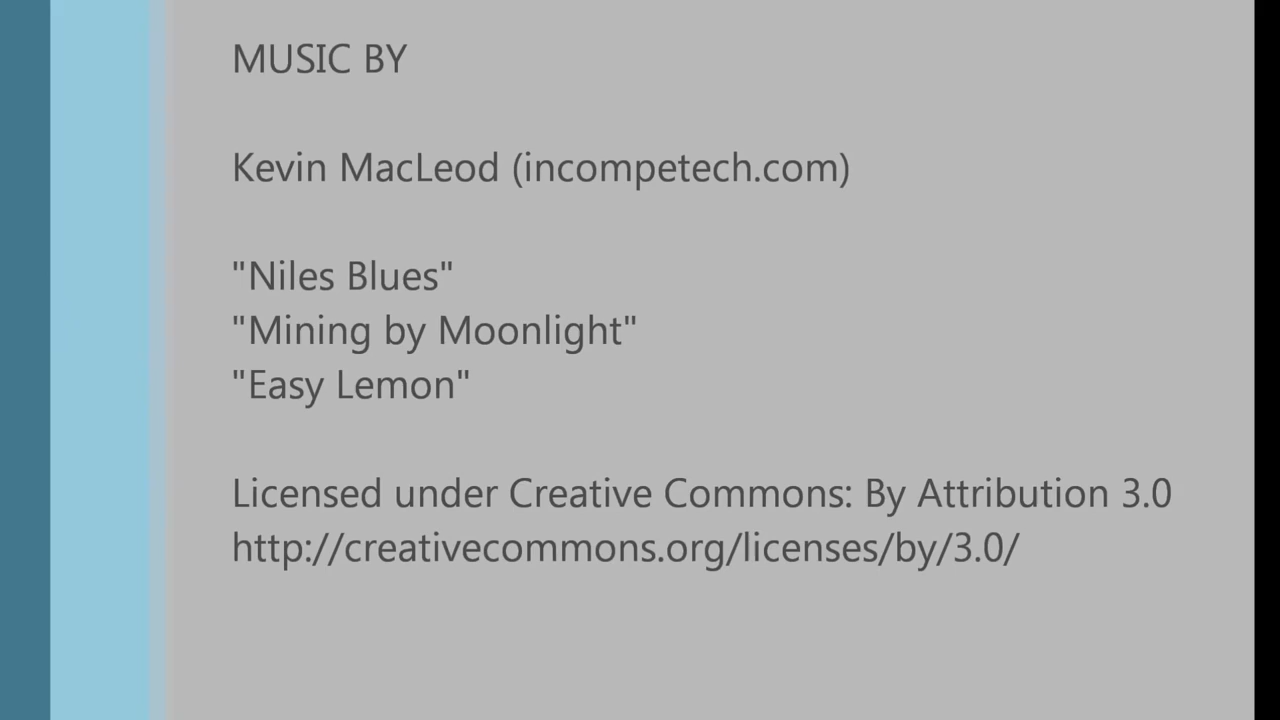 MUSIC BY
Kevin MacLeod (incompetech.com)
"Niles Blues"
"Mining by Moonlight"
"Easy Lemon"
Licensed under Creative Commons: By Attribution 3.0
http://creativecommons.org/licenses/by/3.0/